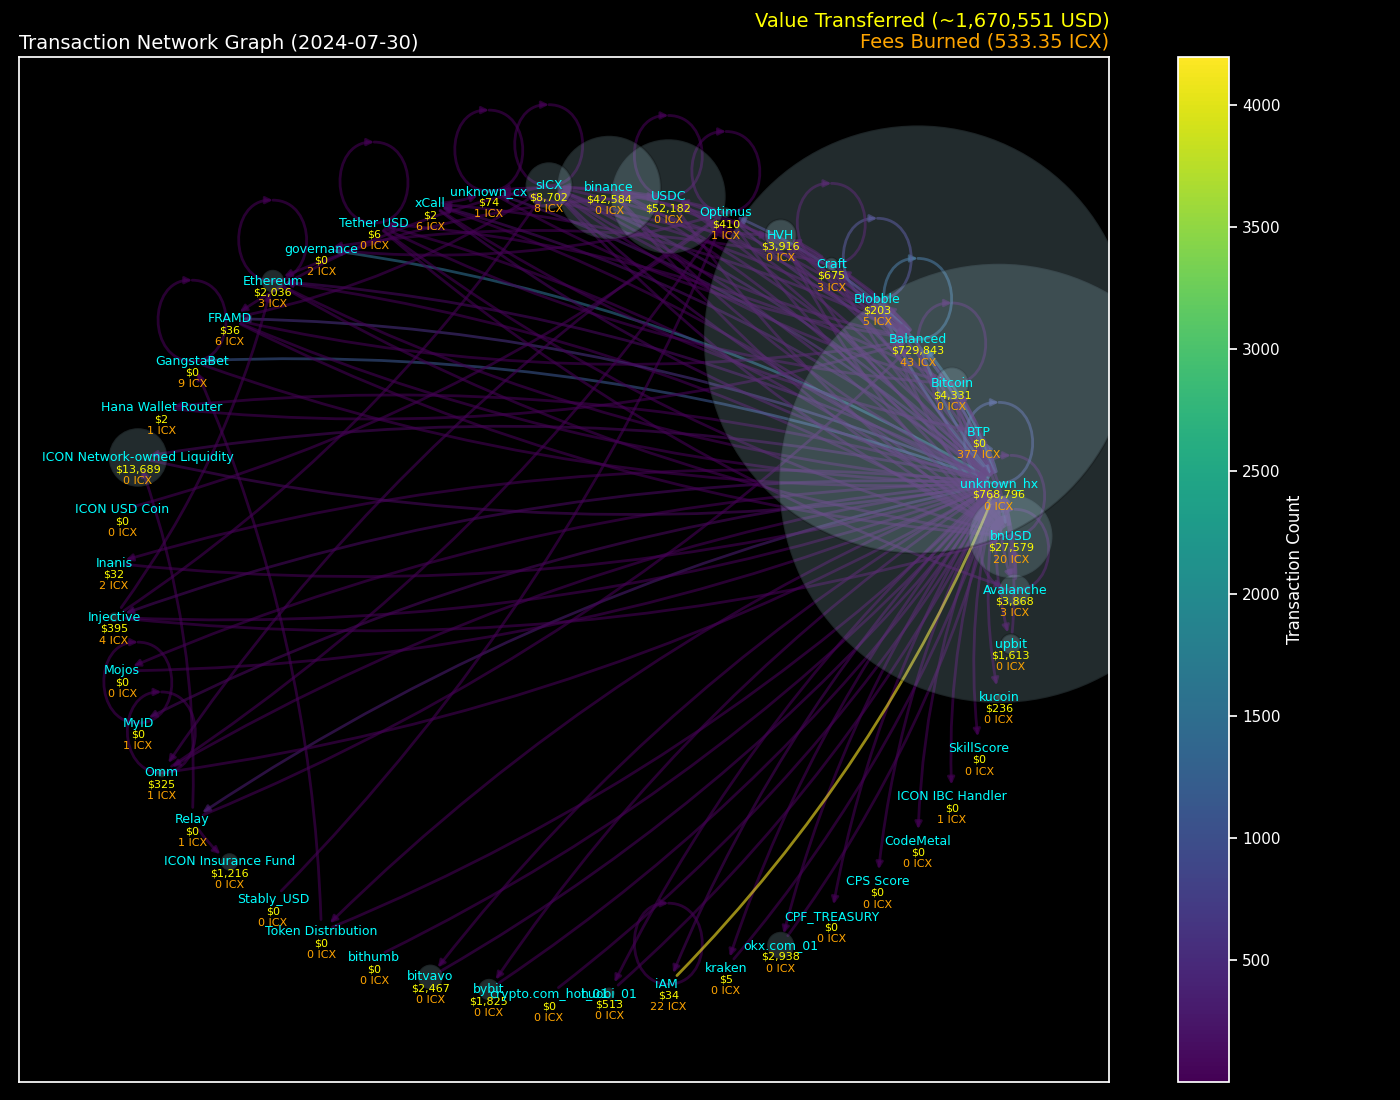 Value Transferred (~1,670,551 USD)
Transaction Network Graph (2024-07-30)
Fees Burned (533.35 ICX)
unknown_cx
$74
1 ICX
sICX
$8,702
8 ICX
binance
$42,584
0 ICX
USDC
$52,182
0 ICX
Optimus
$410
1 ICX
HVH
$3,916
0 ICX
Craft
$675
3 ICX
Blobble
$203
5 ICX
Balanced
$729,843
43 ICX
Bitcoin
$4,331
0 ICX
BTP
$0
377 ICX
unknown_hx
$768,796
0 ICX
bnUSD
$27,579
20 ICX
Avalanche
$3,868
3 ICX
upbit
$1,613
0 ICX
kucoin
$236
0 ICX
SkillScore
$0
0 ICX
ICON IBC Handler
$0
1 ICX
CodeMetal
$0
0 ICX
CPS Score
$0
0 ICX
CPF_TREASURY
$0
0 ICX
okx.com_01
$2,938
0 ICX
kraken
$5
0 ICX
iAM
$34
22 ICX
huobi_01
$513
0 ICX
crypto.com_hot_01
$0
0 ICX
bybit
$1,825
0 ICX
bitvavo
$2,467
0 ICX
bithumb
$0
0 ICX
Token Distribution
$0
0 ICX
Stably_USD
$0
0 ICX
ICON Insurance Fund
$1,216
0 ICX
Relay
$0
1 ICX
Omm
$325
1 ICX
MyID
$0
1 ICX
Mojos
$0
0 ICX
Injective
$395
4 ICX
Inanis
$32
2 ICX
ICON USD Coin
$0
0 ICX
ICON Network-owned Liquidity
$13,689
0 ICX
Hana Wallet Router
$2
1 ICX
GangstaBet
$0
9 ICX
FRAMD
$36
6 ICX
Ethereum
$2,036
3 ICX
governance
$0
2 ICX
Tether USD
$6
0 ICX
xCall
$2
6 ICX
4000
3500
3000
2500
2000
1500
1000
500
Transaction Count